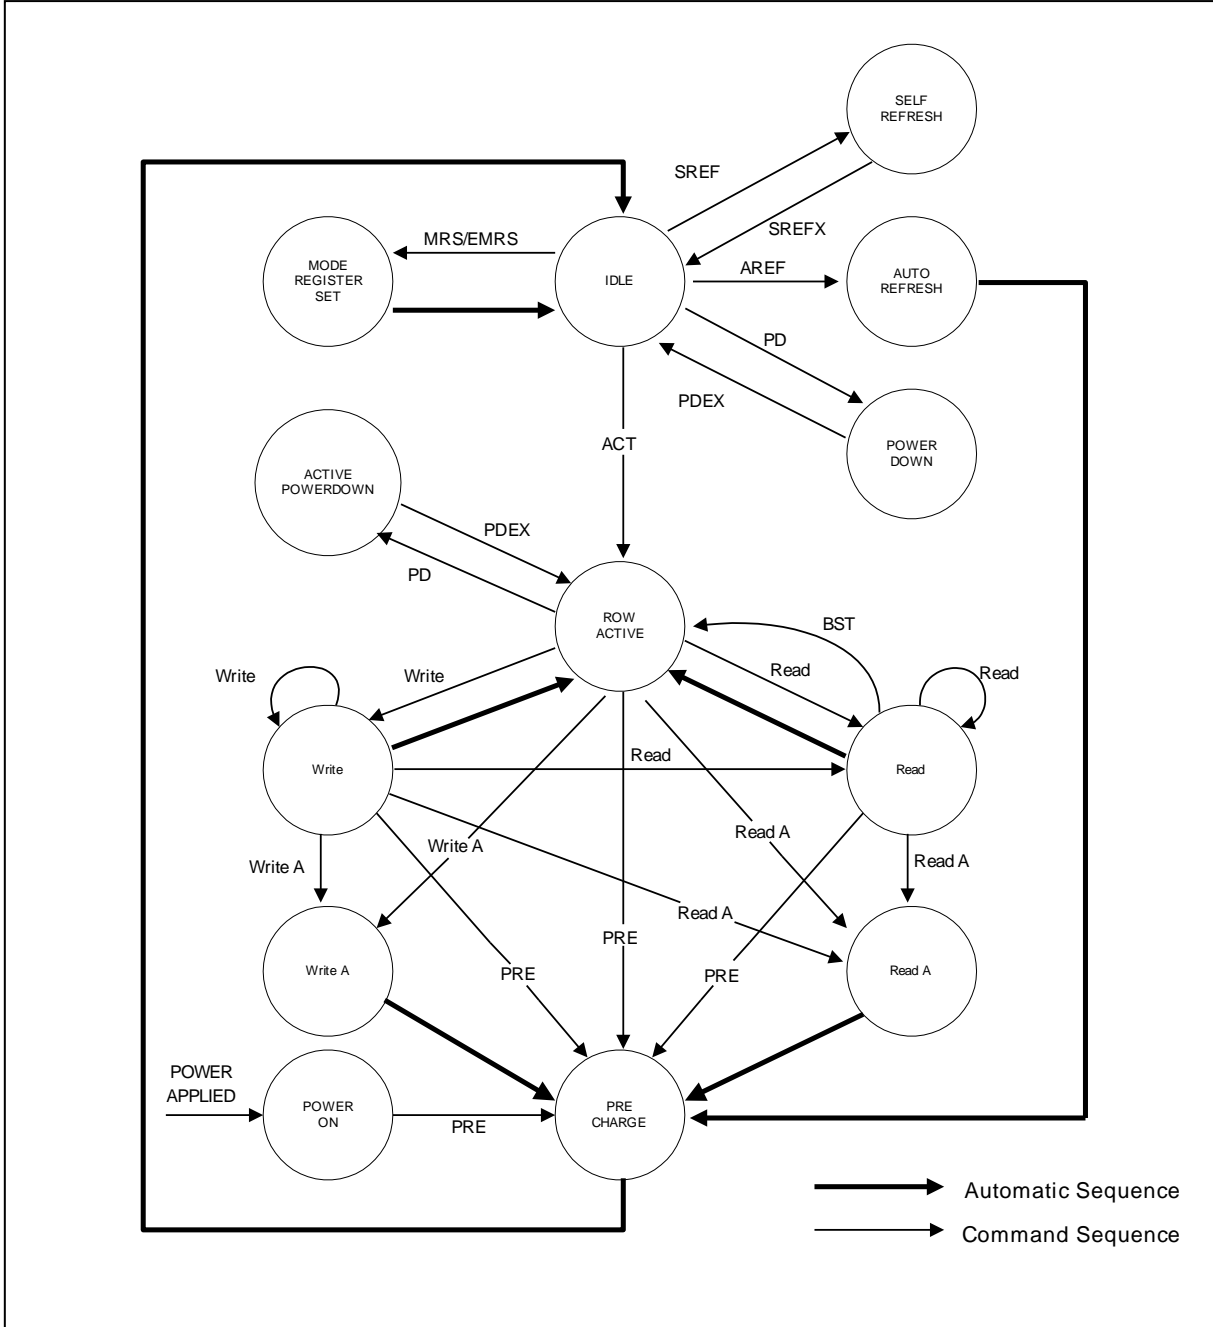 SELF
REFRESH
SREF
SREFX
MRS/EMRS
MODE
REGISTER
SET
IDLE
AREF
AUTO
REFRESH
PD
PDEX
POWER
DOWN
ACT
ACTIVE
POWERDOWN
PDEX
PD
ROW
ACTIVE
BST
Write
Write
Read
Read
Write
Read
Read
Write A
Write A
Read A
Read A
Read A
PRE
PRE
PRE
Write A
Read A
POWER
APPLIED
POWER
ON
PRE
PRE
CHARGE
Automatic Sequence
Command Sequence